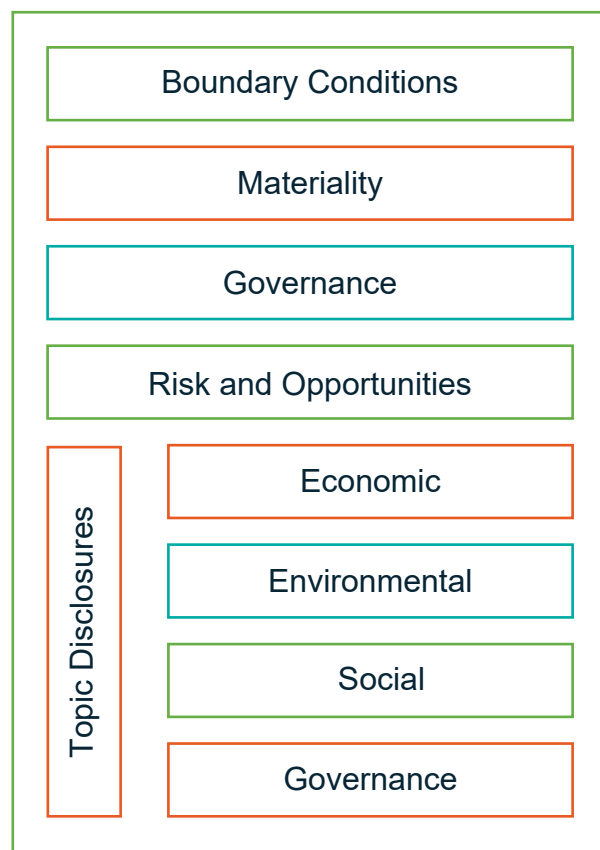 Boundary Conditions
Materiality
Governance
Risk and Opportunities
Topic Disclosures
Economic
Environmental
Social
Governance